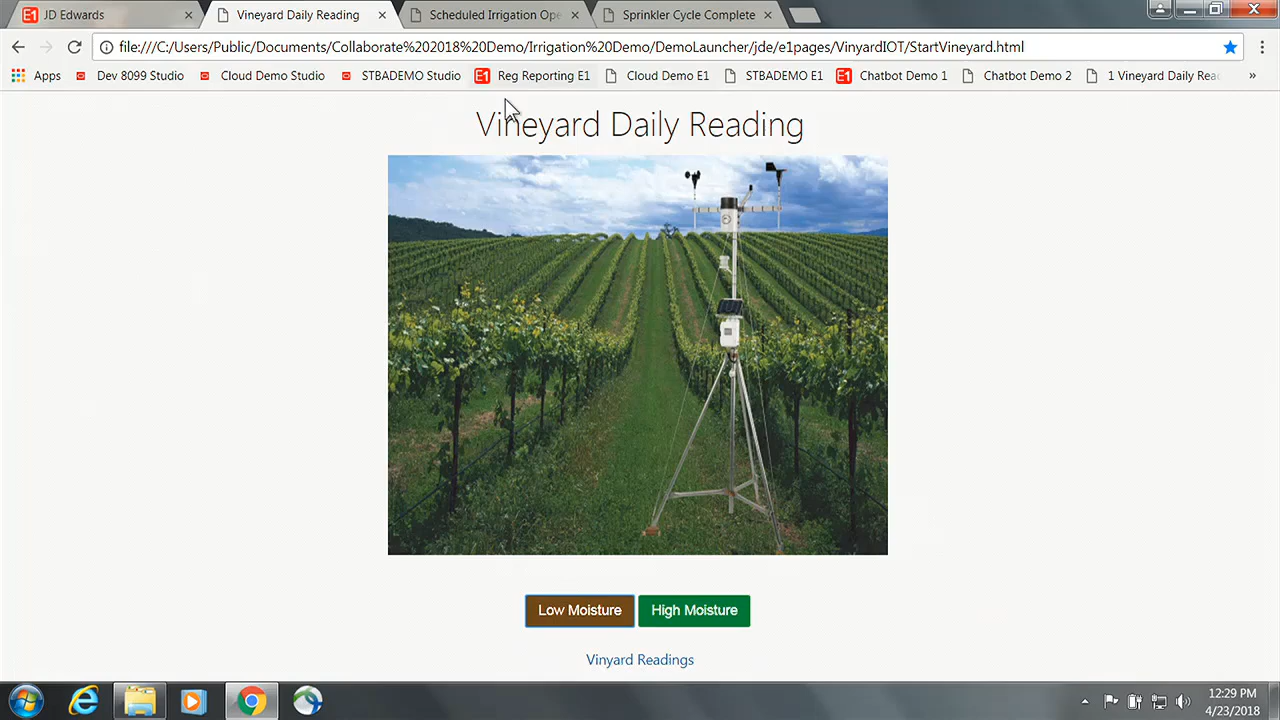 JD Edwards
Vineyard Daily Reading
Scheduled Irrigation O
Sprinkler Cycle Complete
file:///C:/Users/Public/Documents/Collaborate%202018%20Demo/Irrigation%20Demo/DemoLauncher/jde/e1pages/VinyardIOT/StartVineyard.html
Apps
Dev 8095 Studio
Cloud Demo Studio
STBADEMO Studio
E1 Reg Reporting E1
Cloud Demo E1
STBADEMO E1
E1 Chatbot Demo 1
Chatbot Demo 2
1 Vineyard Daily Rea
»
Vineyard Daily Reading
Low Moisture
High Moisture
Vinyard Readings
12:29 PM
4/23/2018